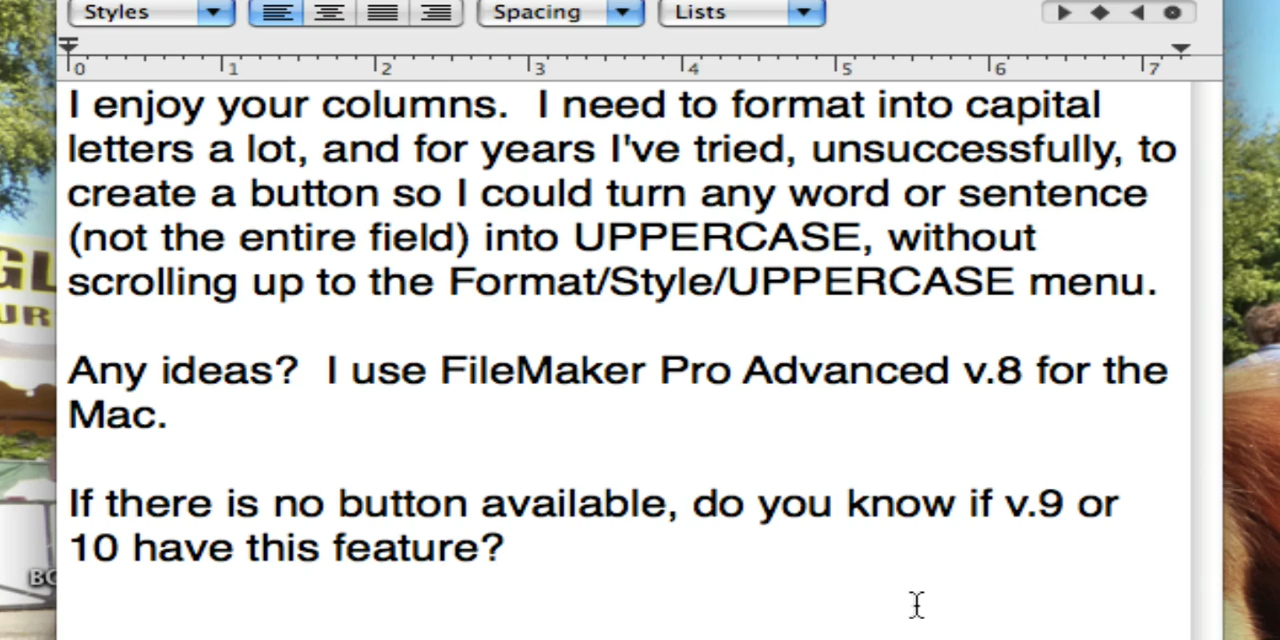 Styles Spacing Lists
0 1 2 3 4 5 6 7
I enjoy your columns.  I need to format into capital
letters a lot, and for years I've tried, unsuccessfully, to
create a button so I could turn any word or sentence
(not the entire field) into UPPERCASE, without
scrolling up to the Format/Style/UPPERCASE menu.
Any ideas?  I use FileMaker Pro Advanced v.8 for the
Mac.
If there is no button available, do you know if v.9 or
10 have this feature?
GL
UR
BC